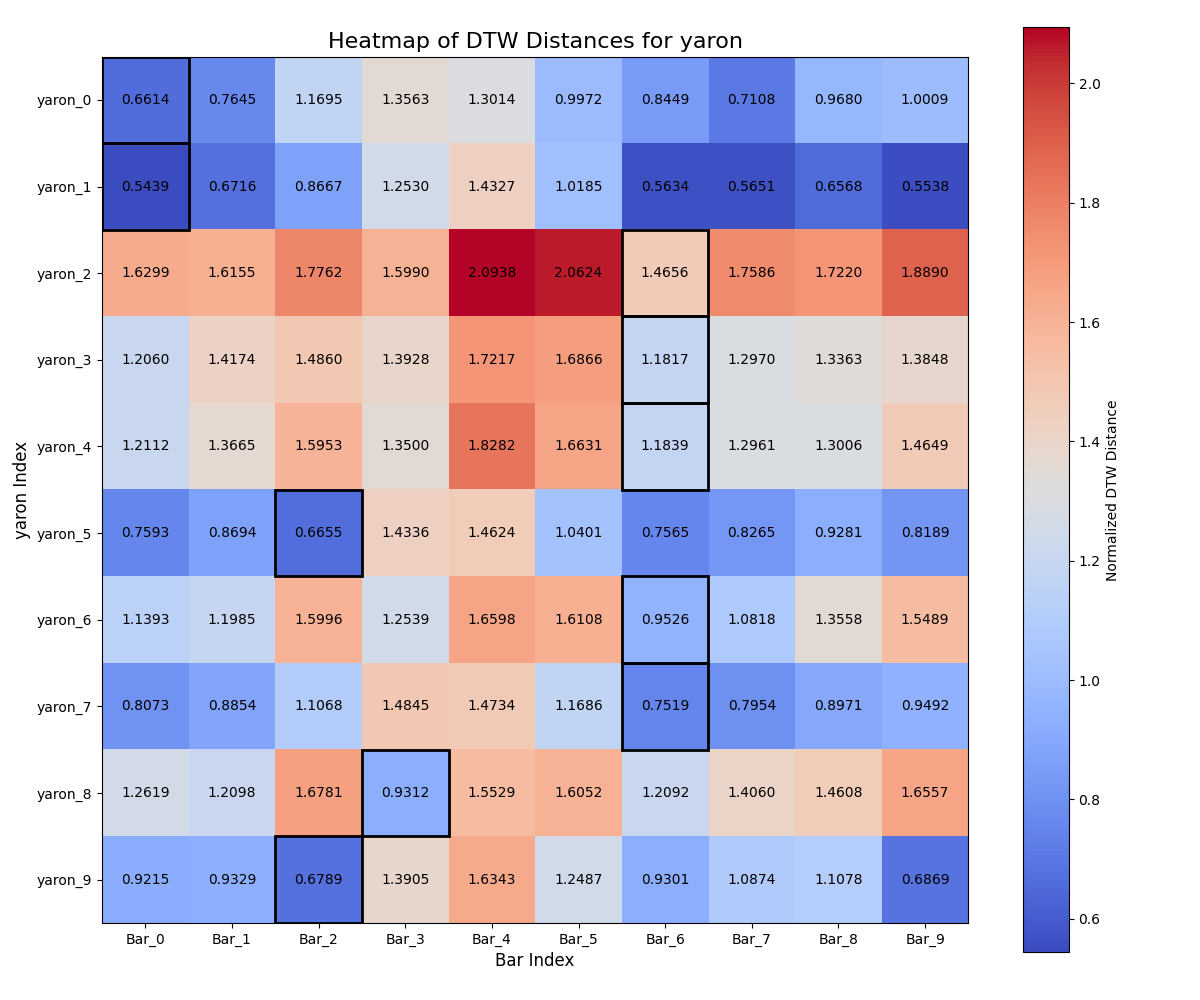 Heatmap of DTW Distances for yaron
yaron_0 0.6614 0.7645 1.1695 1.3563 1.3014 0.9972 0.8449 0.7108 0.9680 1.0009
yaron_1 0.5439 0.6716 0.8667 1.2530 1.4327 1.0185 0.5634 0.5651 0.6568 0.5538
yaron_2 1.6299 1.6155 1.7762 1.5990 2.0938 2.0624 1.4656 1.7586 1.7220 1.8890
yaron_3 1.2060 1.4174 1.4860 1.3928 1.7217 1.6866 1.1817 1.2970 1.3363 1.3848
yaron_4 1.2112 1.3665 1.5953 1.3500 1.8282 1.6631 1.1839 1.2961 1.3006 1.4649
yaron_5 0.7593 0.8694 0.6655 1.4336 1.4624 1.0401 0.7565 0.8265 0.9281 0.8189
yaron_6 1.1393 1.1985 1.5996 1.2539 1.6598 1.6108 0.9526 1.0818 1.3558 1.5489
yaron_7 0.8073 0.8854 1.1068 1.4845 1.4734 1.1686 0.7519 0.7954 0.8971 0.9492
yaron_8 1.2619 1.2098 1.6781 0.9312 1.5529 1.6052 1.2092 1.4060 1.4608 1.6557
yaron_9 0.9215 0.9329 0.6789 1.3905 1.6343 1.2487 0.9301 1.0874 1.1078 0.6869
Bar_0 Bar_1 Bar_2 Bar_3 Bar_4 Bar_5 Bar_6 Bar_7 Bar_8 Bar_9
Bar Index
yaron Index
2.0
1.8
1.6
1.4
1.2
1.0
0.8
0.6
Normalized DTW Distance